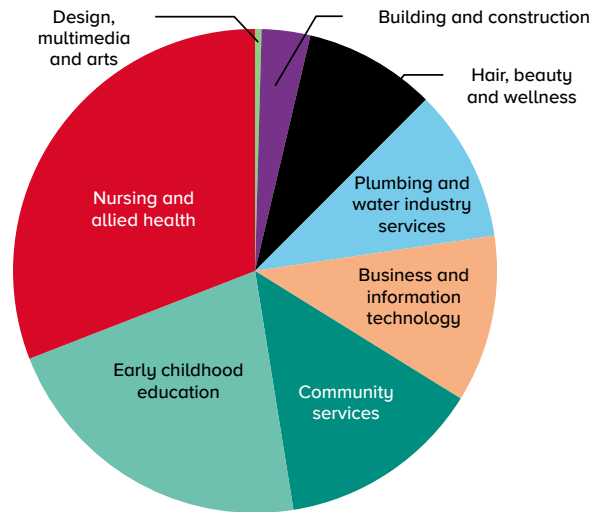 Design,
multimedia
and arts
Building and construction
Hair, beauty
and wellness
Plumbing and
water industry
services
Business and
information
technology
Community
services
Early childhood
education
Nursing and
allied health